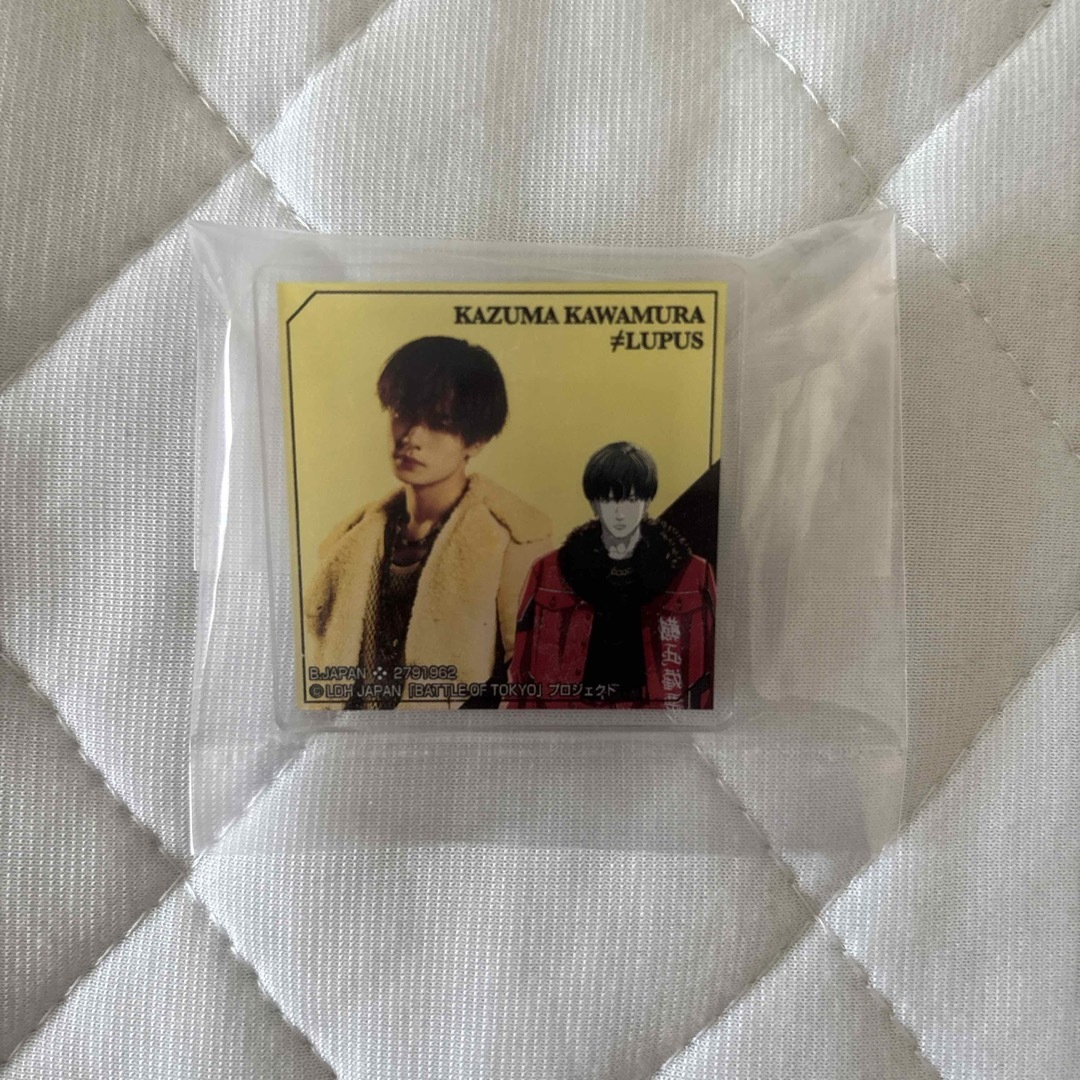 KAZUMA KAWAMURA
≠LUPUS
B.JAPAN 2791962
© LDH JAPAN「BATTLE OF TOKYO」プロジェクト